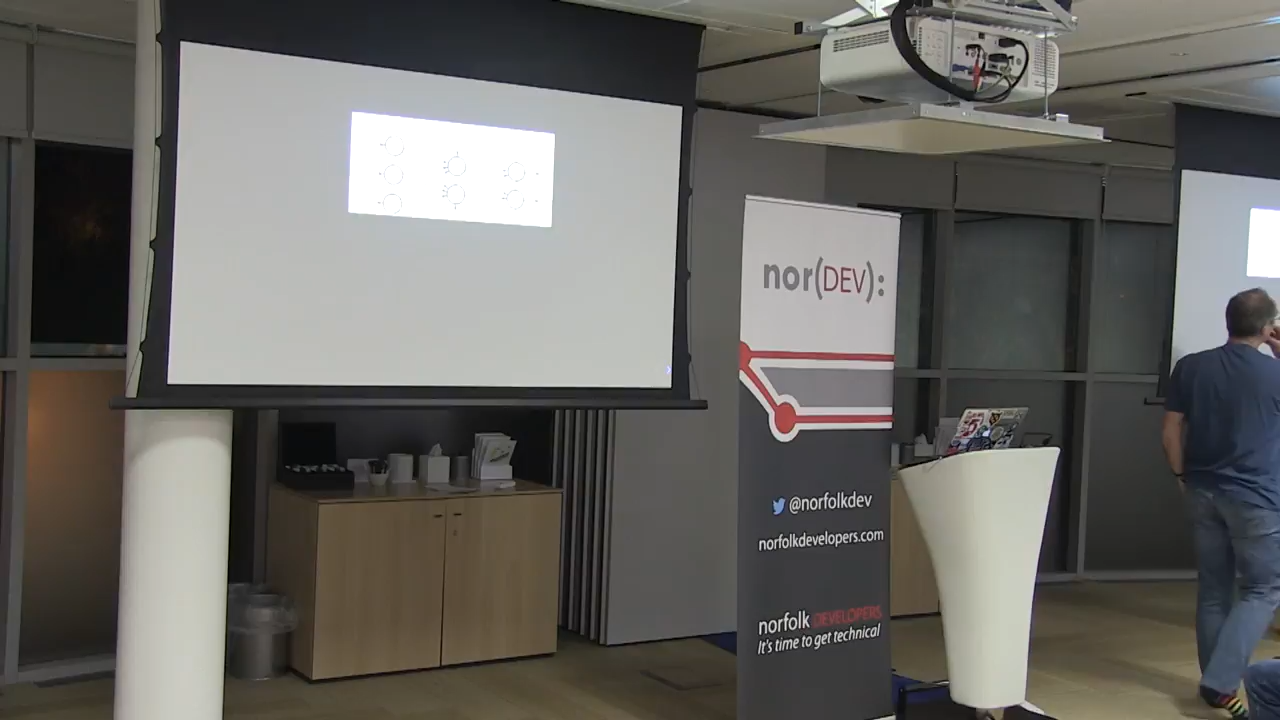 nor(DEV):
@norfolkdev
norfolkdevelopers.com
norfolk DEVELOPERS
It's time to get technical